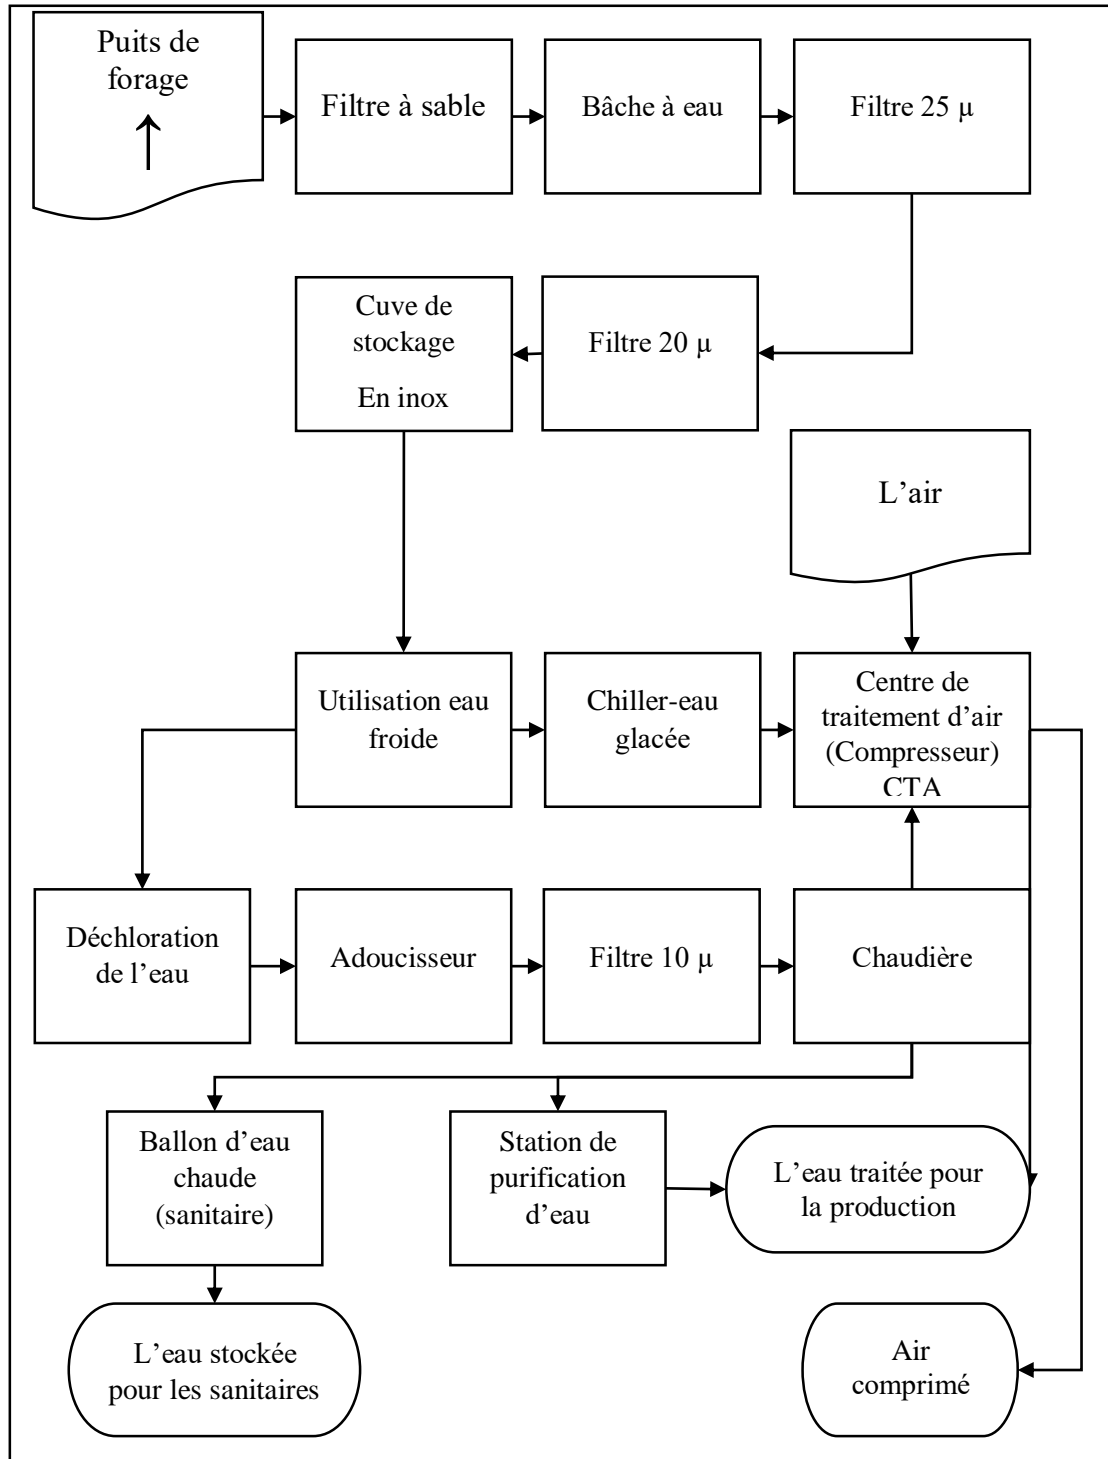 Puits de
forage
Filtre à sable
Bâche à eau
Filtre 25 µ
Cuve de
stockage
En inox
Filtre 20 µ
L’air
Utilisation eau
froide
Chiller-eau
glacée
Centre de
traitement d’air
(Compresseur)
CTA
Déchloration
de l’eau
Adoucisseur
Filtre 10 µ
Chaudière
Ballon d’eau
chaude
(sanitaire)
Station de
purification
d’eau
L’eau traitée pour
la production
L’eau stockée
pour les sanitaires
Air
comprimé